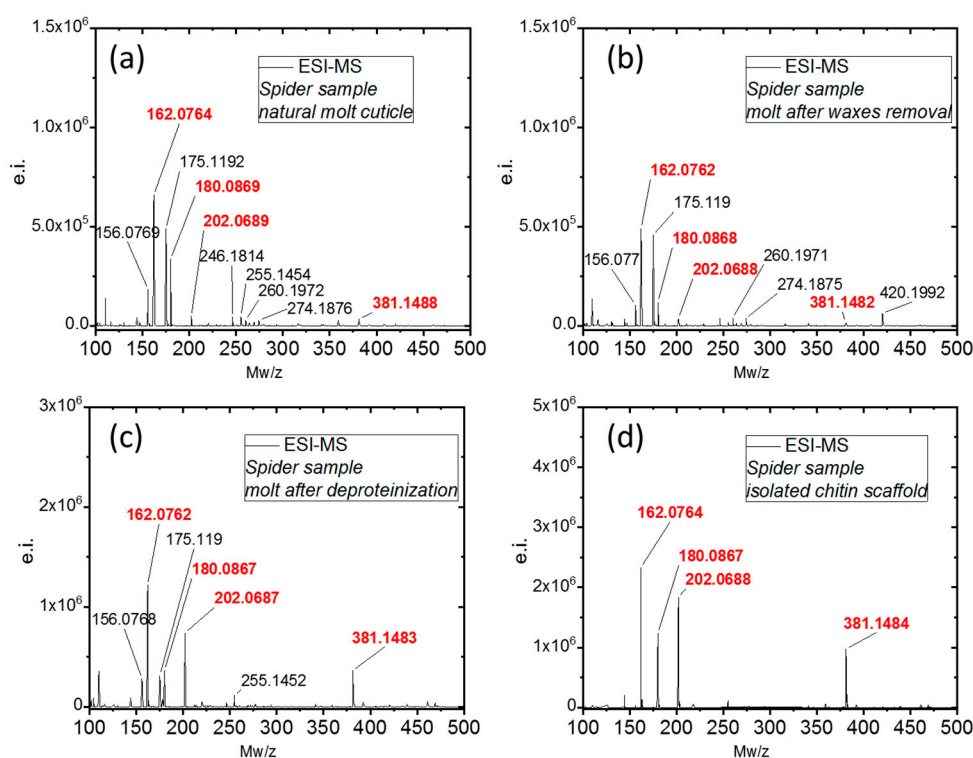 (a)
ESI-MS
Spider sample
natural molt cuticle
e.i.
1.5x10⁶
1.0x10⁶
5.0x10⁵
0.0
162.0764
175.1192
180.0869
156.0769
202.0689
246.1814
255.1454
260.1972
274.1876
381.1488
100 150 200 250 300 350 400 450 500
Mw/z
(b)
ESI-MS
Spider sample
molt after waxes removal
e.i.
1.5x10⁶
1.0x10⁶
5.0x10⁵
0.0
162.0762
175.119
180.0868
156.077
202.0688
260.1971
274.1875
381.1482
420.1992
100 150 200 250 300 350 400 450 500
Mw/z
(c)
ESI-MS
Spider sample
molt after deproteinization
e.i.
3x10⁶
2x10⁶
1x10⁶
0
162.0762
175.119
180.0867
156.0768
202.0687
255.1452
381.1483
100 150 200 250 300 350 400 450 500
Mw/z
(d)
ESI-MS
Spider sample
isolated chitin scaffold
e.i.
5x10⁶
4x10⁶
3x10⁶
2x10⁶
1x10⁶
0
162.0764
180.0867
202.0688
381.1484
100 150 200 250 300 350 400 450 500
Mw/z